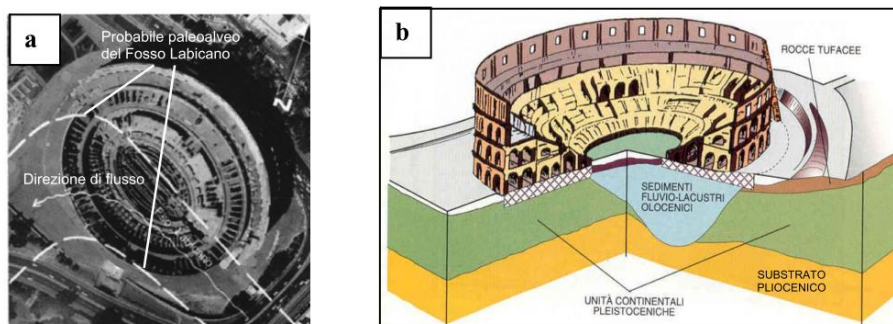 a
Probabile paleoalveo
del Fosso Labicano
Direzione di flusso
b
ROCCE TUFACEE
SEDIMENTI
FLUVIO-LACUSTRI
OLOCENICI
SUBSTRATO
PLIOCENICO
UNITÀ CONTINENTALI
PLEISTOCENICHE